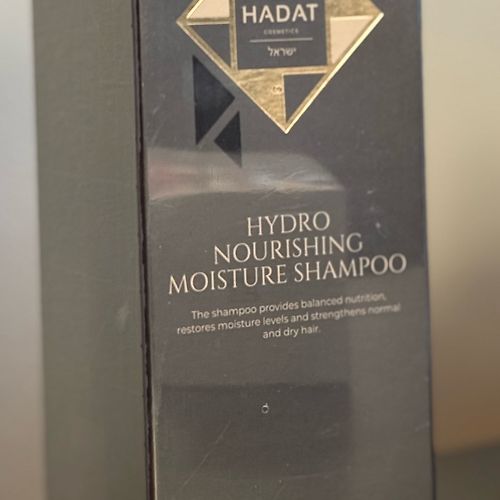 HADAT
COSMETICS
ישראל
HYDRO
NOURISHING
MOISTURE SHAMPOO
The shampoo provides balanced nutrition,
restores moisture levels and strengthens normal
and dry hair.